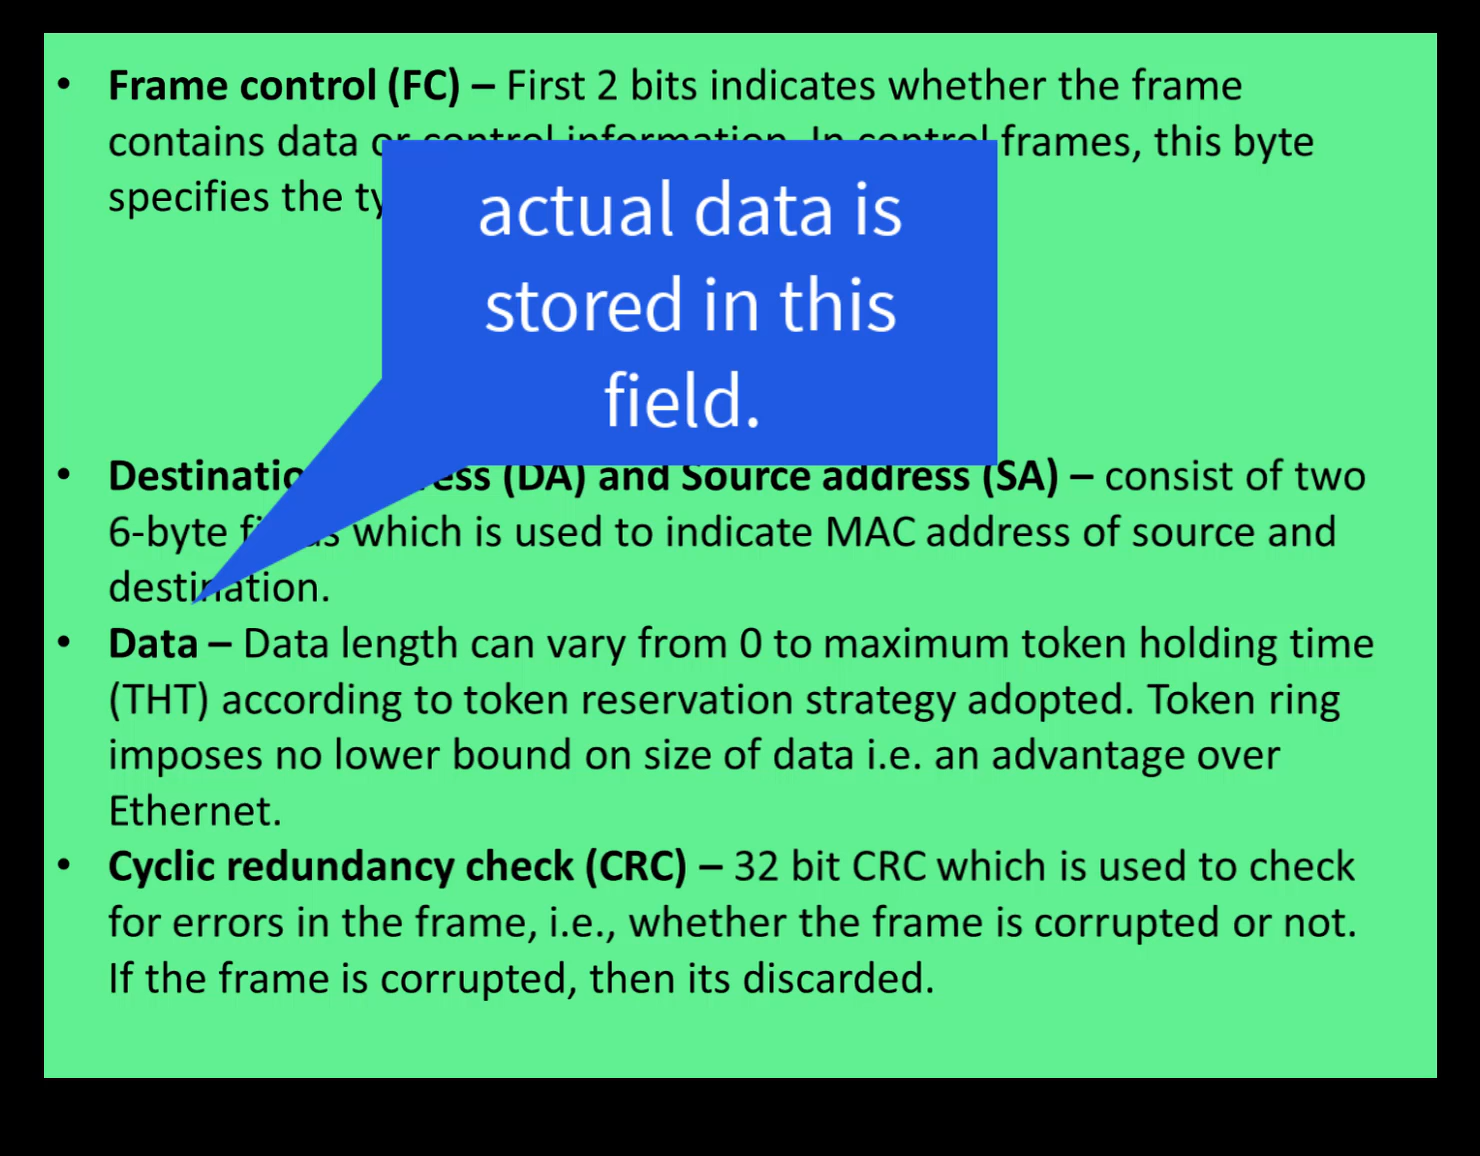 • Frame control (FC) – First 2 bits indicates whether the frame
contains data or control information. In control frames, this byte
specifies the
actual data is
stored in this
field.
• (DA) and Source address (SA) – consist of two
6-byte which is used to indicate MAC address of source and
destination.
• Data – Data length can vary from 0 to maximum token holding time
(THT) according to token reservation strategy adopted. Token ring
imposes no lower bound on size of data i.e. an advantage over
Ethernet.
• Cyclic redundancy check (CRC) – 32 bit CRC which is used to check
for errors in the frame, i.e., whether the frame is corrupted or not.
If the frame is corrupted, then its discarded.